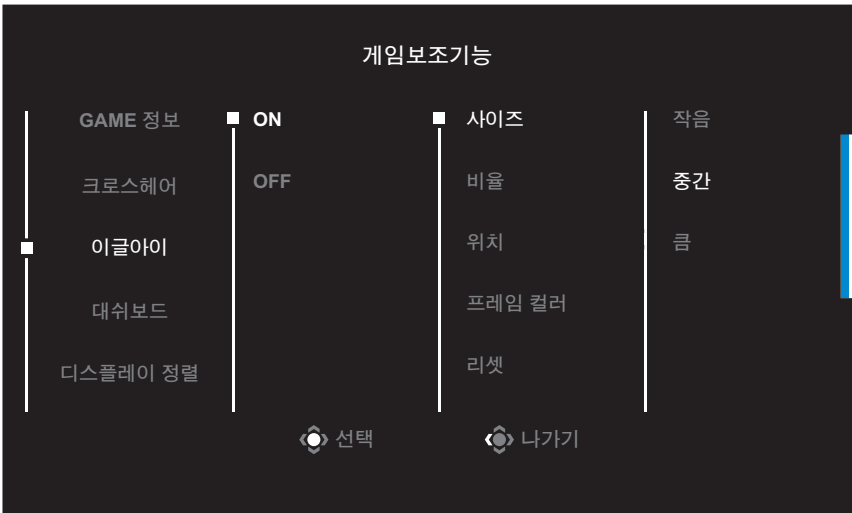 게임보조기능
GAME 정보 ON 사이즈 작음
크로스헤어 OFF 비율 중간
이글아이 위치 큼
대쉬보드 프레임 컬러
디스플레이 정렬 리셋
선택 나가기